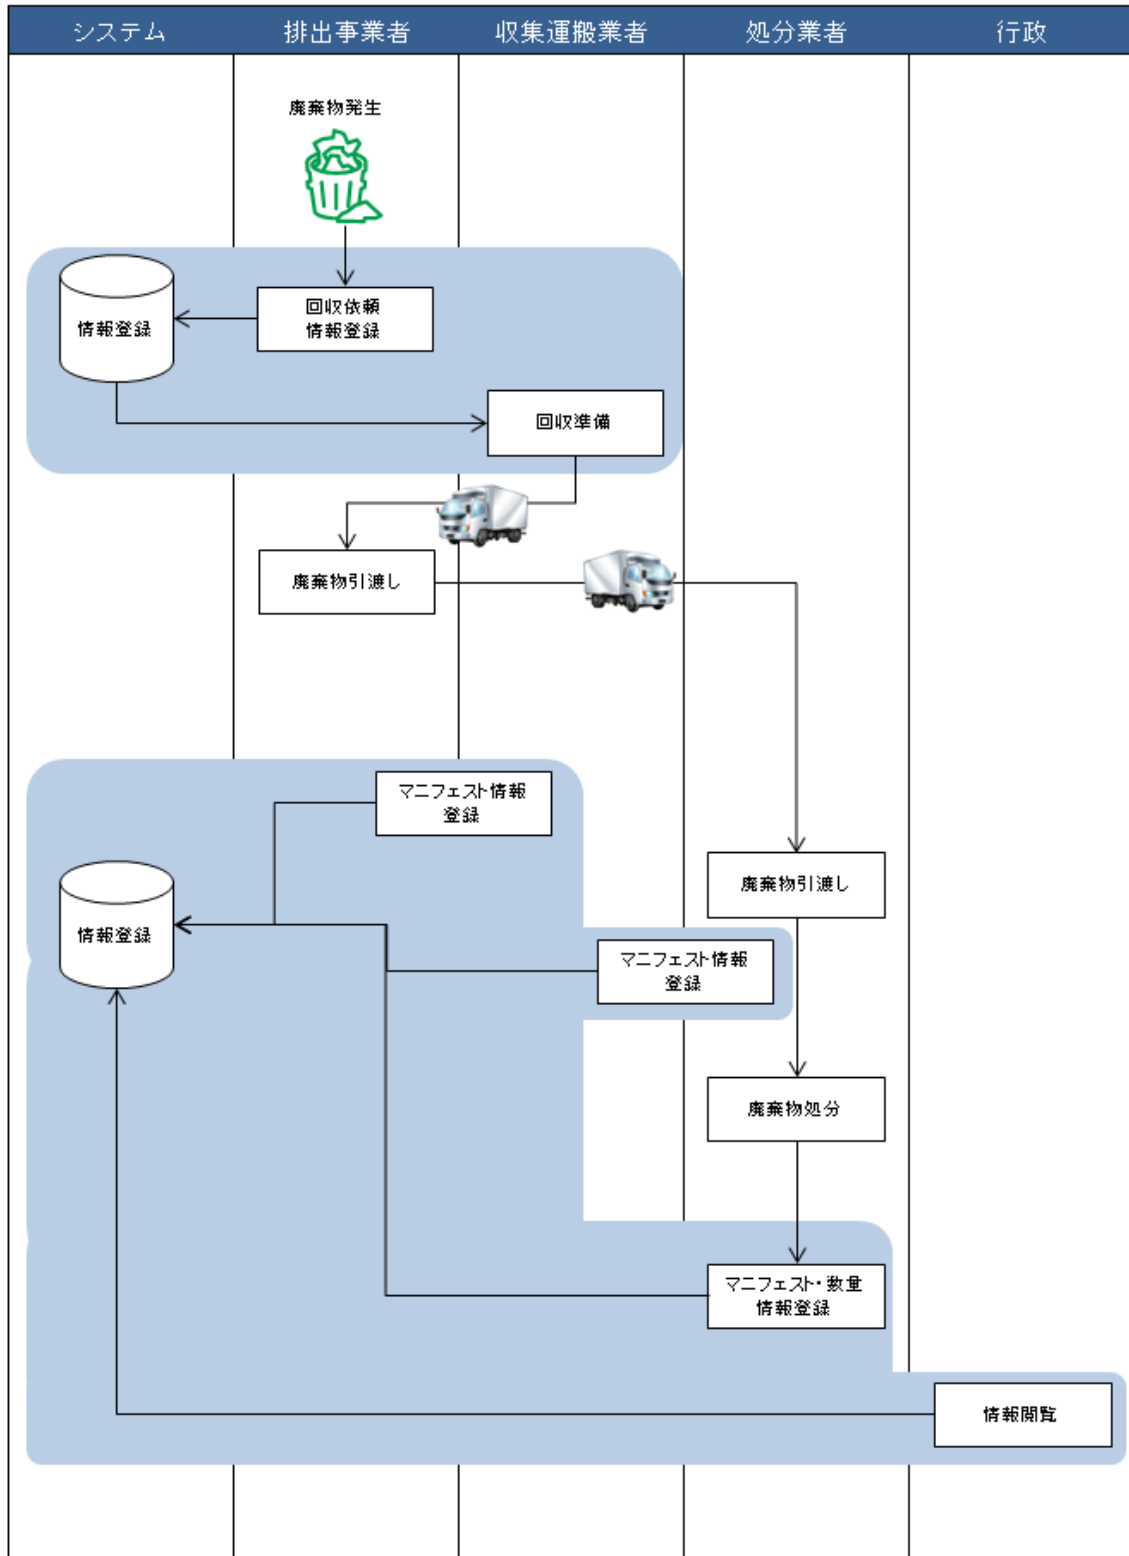 システム
排出事業者
収集運搬業者
処分業者
行政
廃棄物発生
回収依頼
情報登録
情報登録
回収準備
廃棄物引渡し
マニフェスト情報
登録
廃棄物引渡し
情報登録
マニフェスト情報
登録
廃棄物処分
マニフェスト・数量
情報登録
情報閲覧